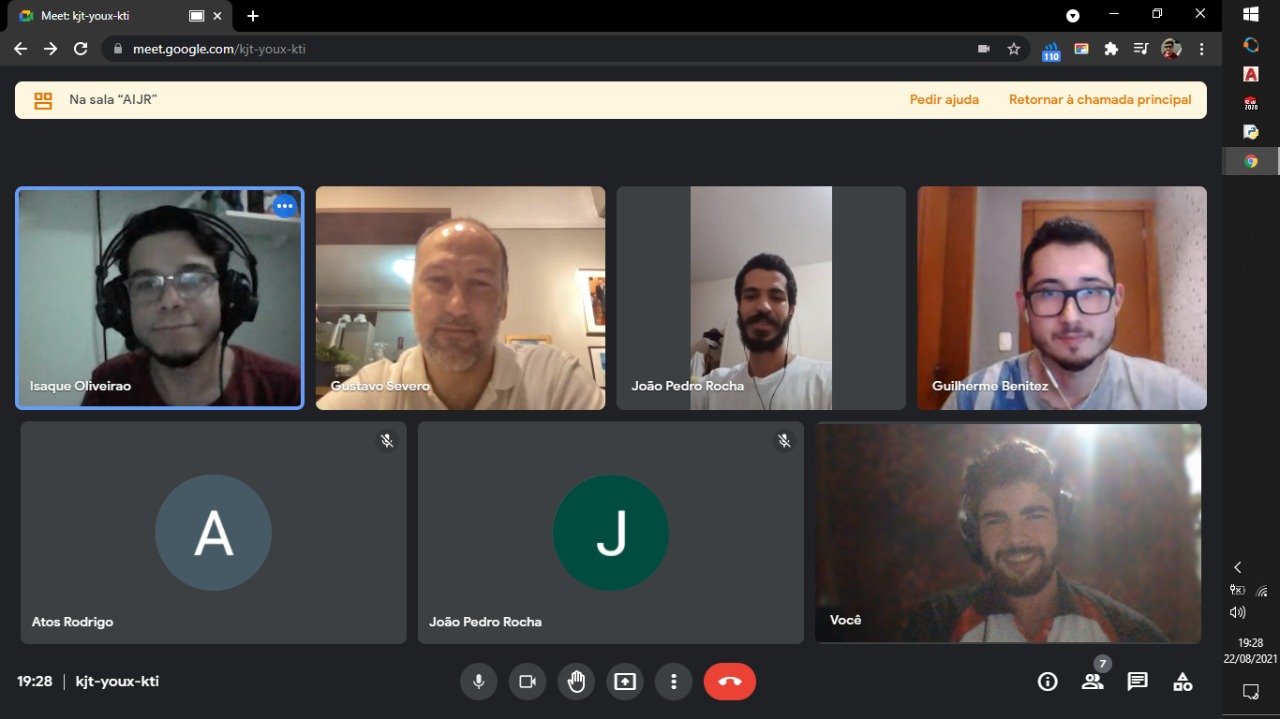 Meet: kjt-youx-kti
meet.google.com/kjt-youx-kti
110
Na sala “AIJR”
Pedir ajuda
Retornar à chamada principal
Isaque Oliveirao
Gustavo Severo
João Pedro Rocha
Guilherme Benitez
A
Atos Rodrigo
J
João Pedro Rocha
Você
19:28 | kjt-youx-kti
7
A
2020
19:28
22/08/2021